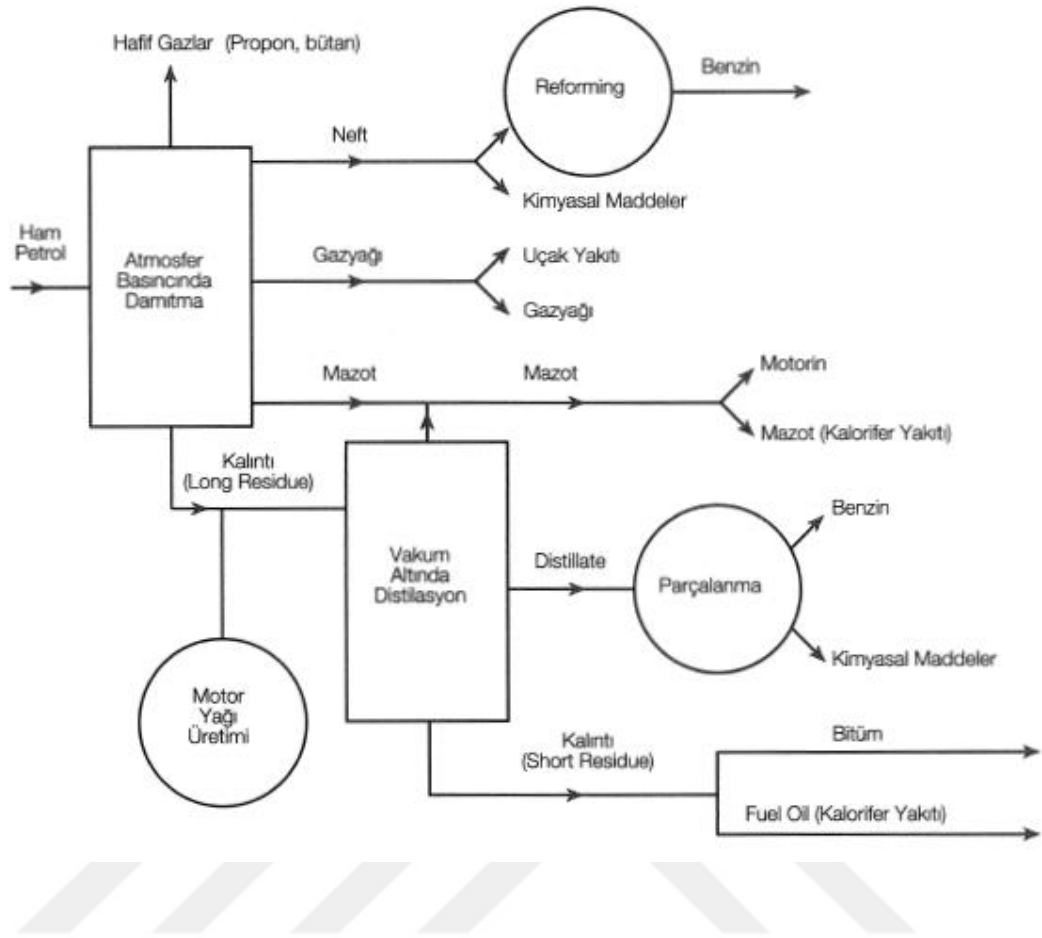 Hafif Gazlar (Propon, bütan)
Reforming
Benzin
Neft
Kimyasal Maddeler
Ham
Petrol
Atmosfer
Basıncında
Damıtma
Gazyağı
Uçak Yakıtı
Gazyağı
Mazot
Mazot
Motorin
Mazot (Kalorifer Yakıtı)
Kalıntı
(Long Residue)
Vakum
Altında
Distilasyon
Distillate
Parçalanma
Benzin
Kimyasal Maddeler
Motor
Yağı
Üretimi
Kalıntı
(Short Residue)
Bitüm
Fuel Oil (Kalorifer Yakıtı)